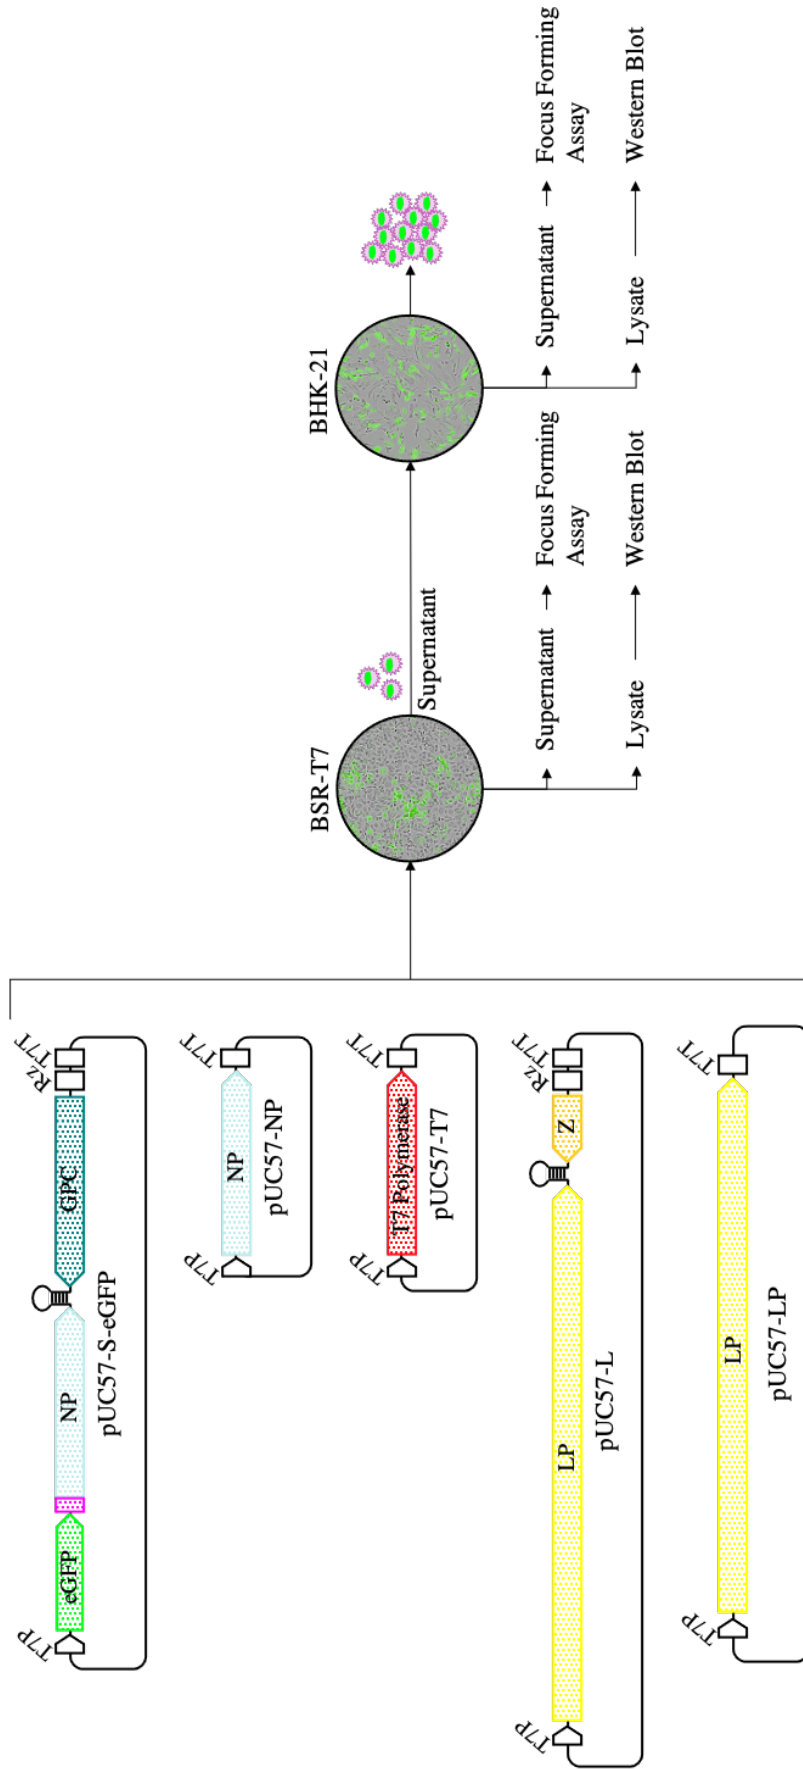 T7P
eGFP
NP
GPC
Rz
T7T
pUC57-S-eGFP
T7P
NP
T7T
pUC57-NP
T7P
T7 Polymerase
T7T
pUC57-T7
T7P
LP
Z
Rz
T7T
pUC57-L
T7P
LP
T7T
pUC57-LP
BSR-T7
Supernatant
BHK-21
Supernatant
Focus Forming
Assay
Lysate
Western Blot
Supernatant
Focus Forming
Assay
Lysate
Western Blot